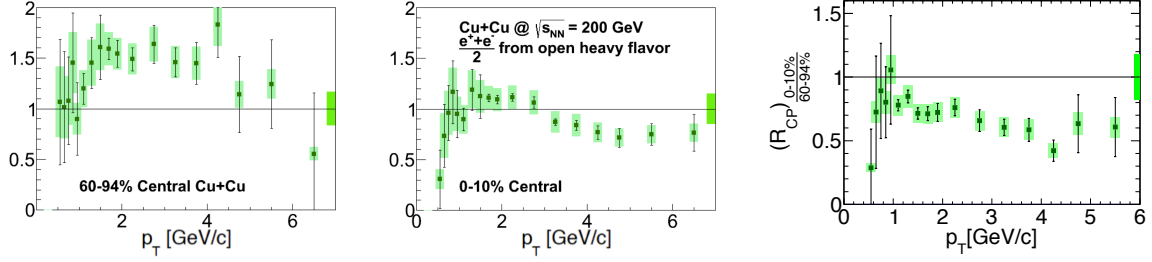 2
1.5
1
0.5
0
60-94% Central Cu+Cu
2 4 6
p_T [GeV/c]
2
1.5
1
0.5
0
Cu+Cu @ √s_NN = 200 GeV
e⁺+e⁻
2 from open heavy flavor
0-10% Central
2 4 6
p_T [GeV/c]
(R_CP) 0-10%
60-94%
1.5
1
0.5
0
0 1 2 3 4 5 6
p_T[GeV/c]